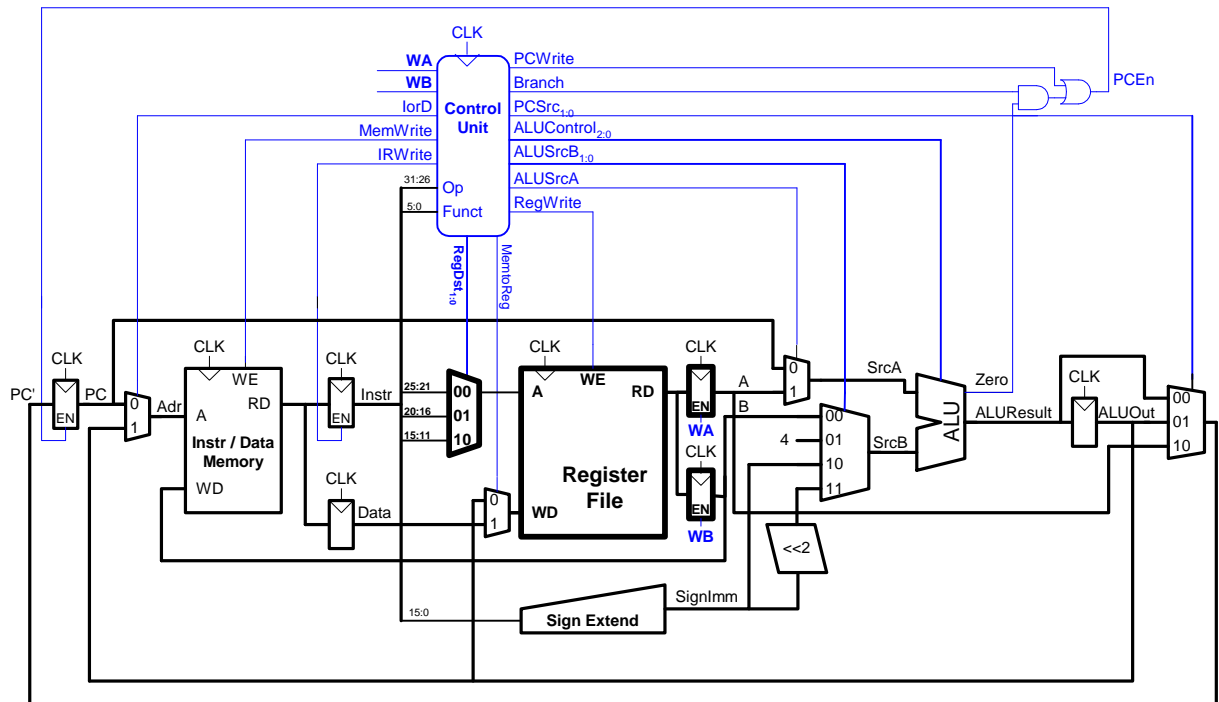 CLK
WA
PCWrite
WB
Branch
PCEn
IorD
Control
Unit
PCSrc1:0
MemWrite
ALUControl2:0
IRWrite
ALUSrcB1:0
31:26
Op
ALUSrcA
5:0
Funct
RegWrite
RegDst1:0
MemtoReg
CLK
CLK
CLK
CLK
CLK
PC'
EN
PC
0
1
Adr
WE
A
RD
Instr / Data
Memory
WD
EN
Instr
25:21
20:16
15:11
00
01
10
A
WE
RD
Register
File
WD
EN
WA
A
B
0
1
SrcA
00
4
01
10
11
SrcB
ALU
Zero
ALUResult
CLK
ALUOut
00
01
10
CLK
Data
0
1
CLK
EN
WB
<<2
SignImm
15:0
Sign Extend